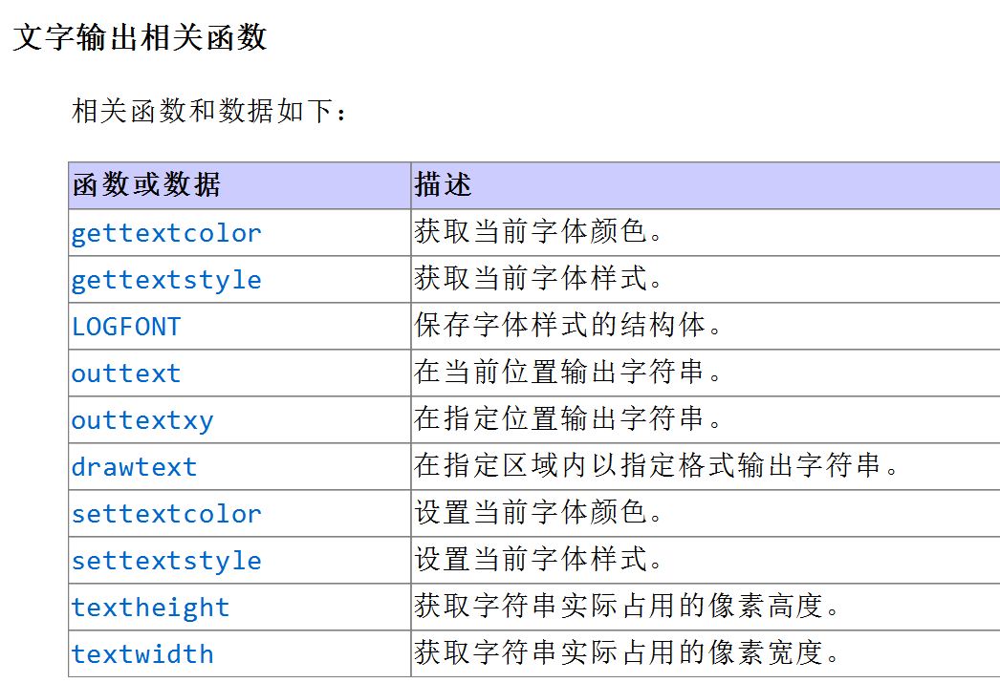 文字输出相关函数
相关函数和数据如下：
函数或数据 描述
gettextcolor 获取当前字体颜色。
gettextstyle 获取当前字体样式。
LOGFONT 保存字体样式的结构体。
outtext 在当前位置输出字符串。
outtextxy 在指定位置输出字符串。
drawtext 在指定区域内以指定格式输出字符串。
settextcolor 设置当前字体颜色。
settextstyle 设置当前字体样式。
textheight 获取字符串实际占用的像素高度。
textwidth 获取字符串实际占用的像素宽度。